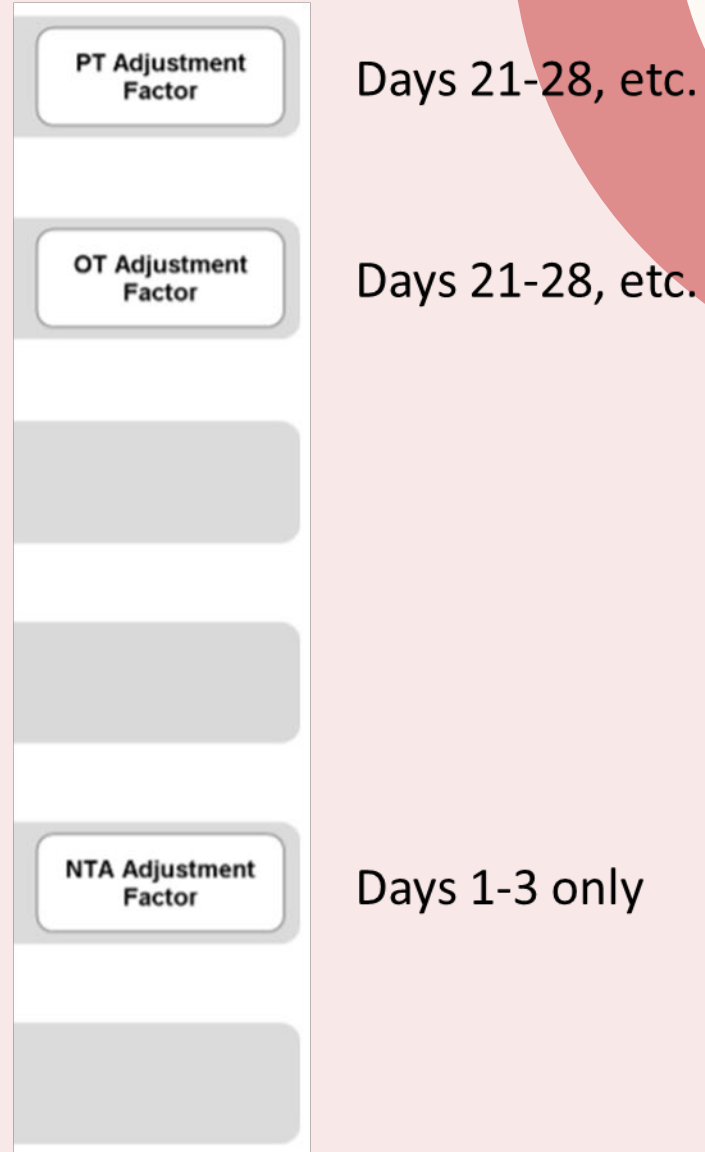 PT Adjustment
Factor
Days 21-28, etc.
OT Adjustment
Factor
Days 21-28, etc.
NTA Adjustment
Factor
Days 1-3 only